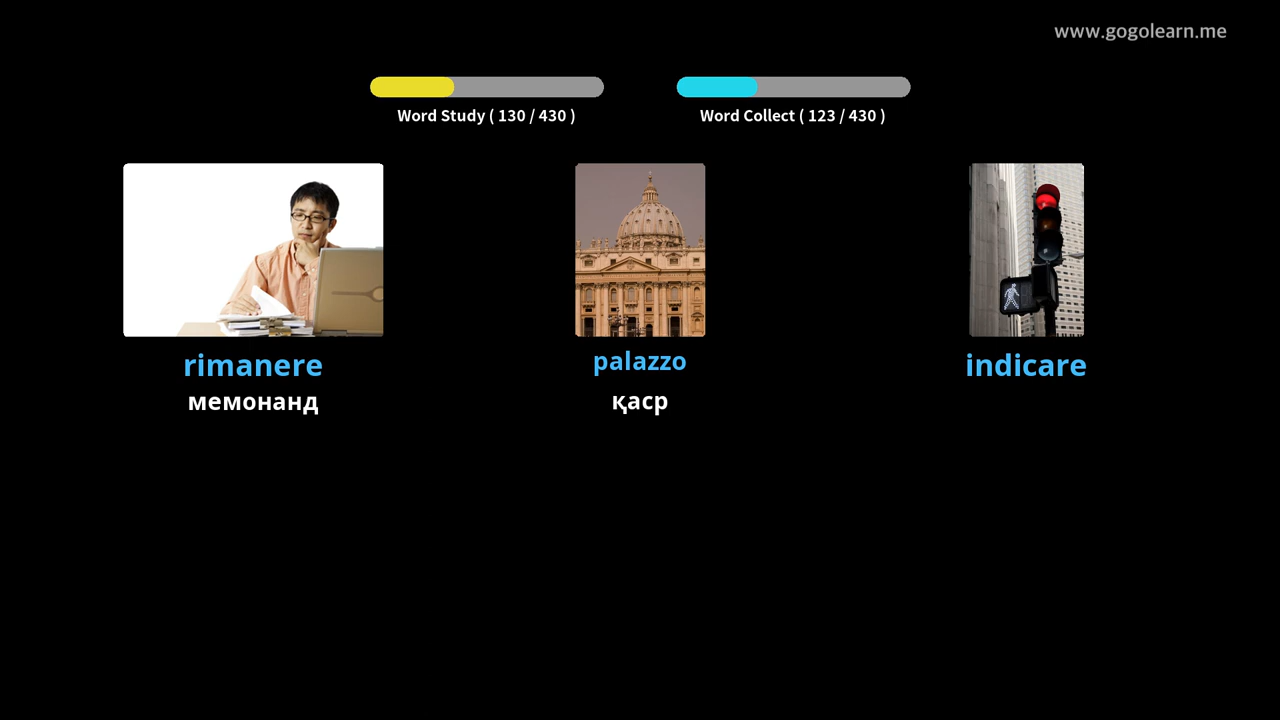 www.gogolearn.me
Word Study ( 130 / 430 )
Word Collect ( 123 / 430 )
rimanere
мемонанд
palazzo
қаср
indicare